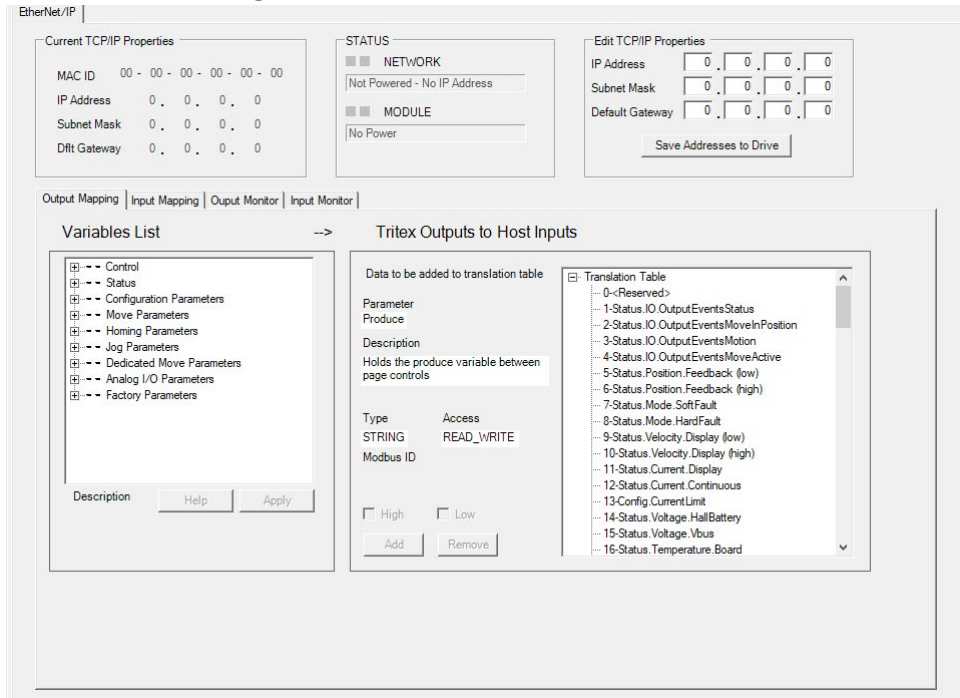 EtherNet/IP
Current TCP/IP Properties
MAC ID 00 - 00 - 00 - 00 - 00 - 00
IP Address 0 . 0 . 0 . 0
Subnet Mask 0 . 0 . 0 . 0
Dflt Gateway 0 . 0 . 0 . 0
STATUS
NETWORK
Not Powered - No IP Address
MODULE
No Power
Edit TCP/IP Properties
IP Address 0 . 0 . 0 . 0
Subnet Mask 0 . 0 . 0 . 0
Default Gateway 0 . 0 . 0 . 0
Save Addresses to Drive
Output Mapping Input Mapping Ouput Monitor Input Monitor
Variables List -->
Control
Status
Configuration Parameters
Move Parameters
Homing Parameters
Jog Parameters
Dedicated Move Parameters
Analog I/O Parameters
Factory Parameters
Description Help Apply
Tritex Outputs to Host Inputs
Data to be added to translation table
Parameter
Produce
Description
Holds the produce variable between
page controls
Type Access
STRING READ_WRITE
Modbus ID
High Low
Add Remove
Translation Table
0-<Reserved>
1-Status.IO.OutputEventsStatus
2-Status.IO.OutputEventsMoveInPosition
3-Status.IO.OutputEventsMotion
4-Status.IO.OutputEventsMoveActive
5-Status.Position.Feedback (low)
6-Status.Position.Feedback (high)
7-Status.Mode.SoftFault
8-Status.Mode.HardFault
9-Status.Velocity.Display (low)
10-Status.Velocity.Display (high)
11-Status.Current.Display
12-Status.Current.Continuous
13-Config.CurrentLimit
14-Status.Voltage.HallBattery
15-Status.Voltage.Vbus
16-Status.Temperature.Board